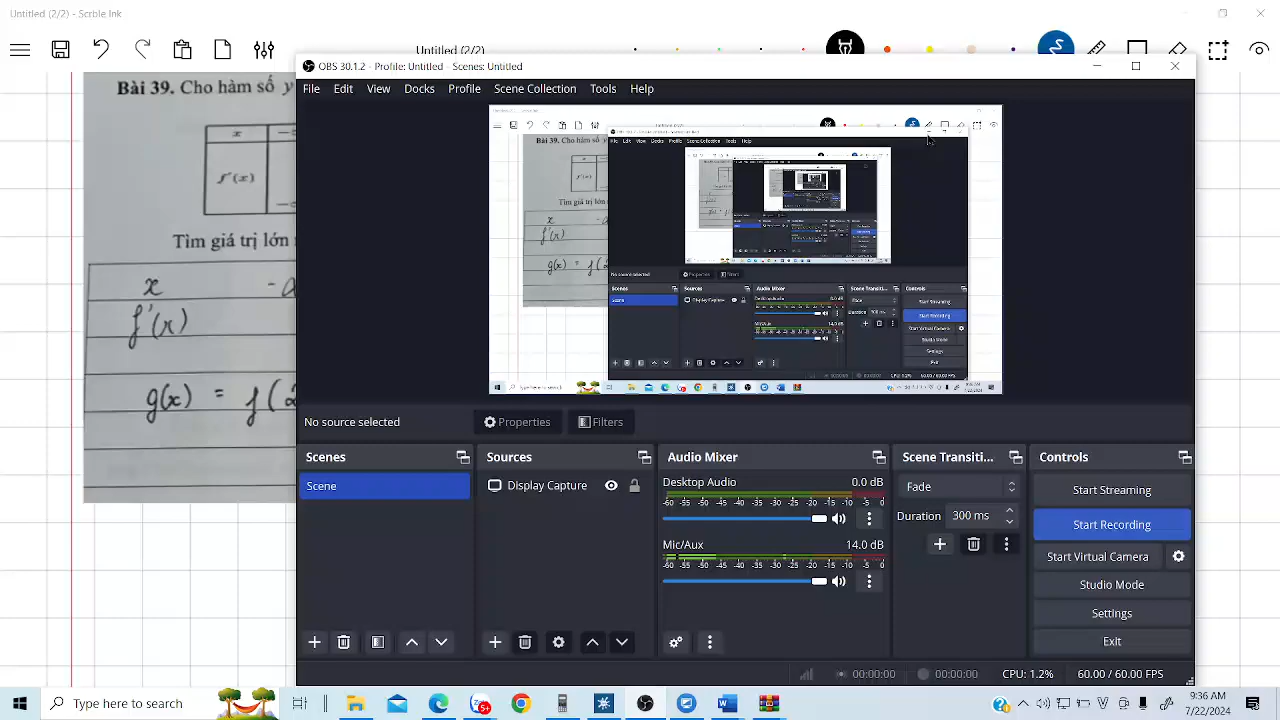 Untitled (2/2) - Scrble Ink
Untitled (2/2)
Bài 39. Cho hàm số y
x
f'(x)
Tìm giá trị lớn
x
f'(x)
g(x) = f(2
OBS 30.1.2 - Profile: Untitled - Scenes: Untitled
File Edit View Docks Profile Scene Collection Tools Help
No source selected
Properties
Filters
Scenes
Scene
Sources
Display Capture
Audio Mixer
Desktop Audio 0.0 dB
-60 -55 -50 -45 -40 -35 -30 -25 -20 -15 -10 -5 0
Mic/Aux 14.0 dB
-60 -55 -50 -45 -40 -35 -30 -25 -20 -15 -10 -5 0
Scene Transiti...
Fade
Duration 300 ms
Controls
Start Streaming
Start Recording
Start Virtual Camera
Studio Mode
Settings
Exit
00:00:00
00:00:00
CPU: 1.2%
60.00 / 60.00 FPS
Type here to search
5+
9:36 AM
7/22/2024